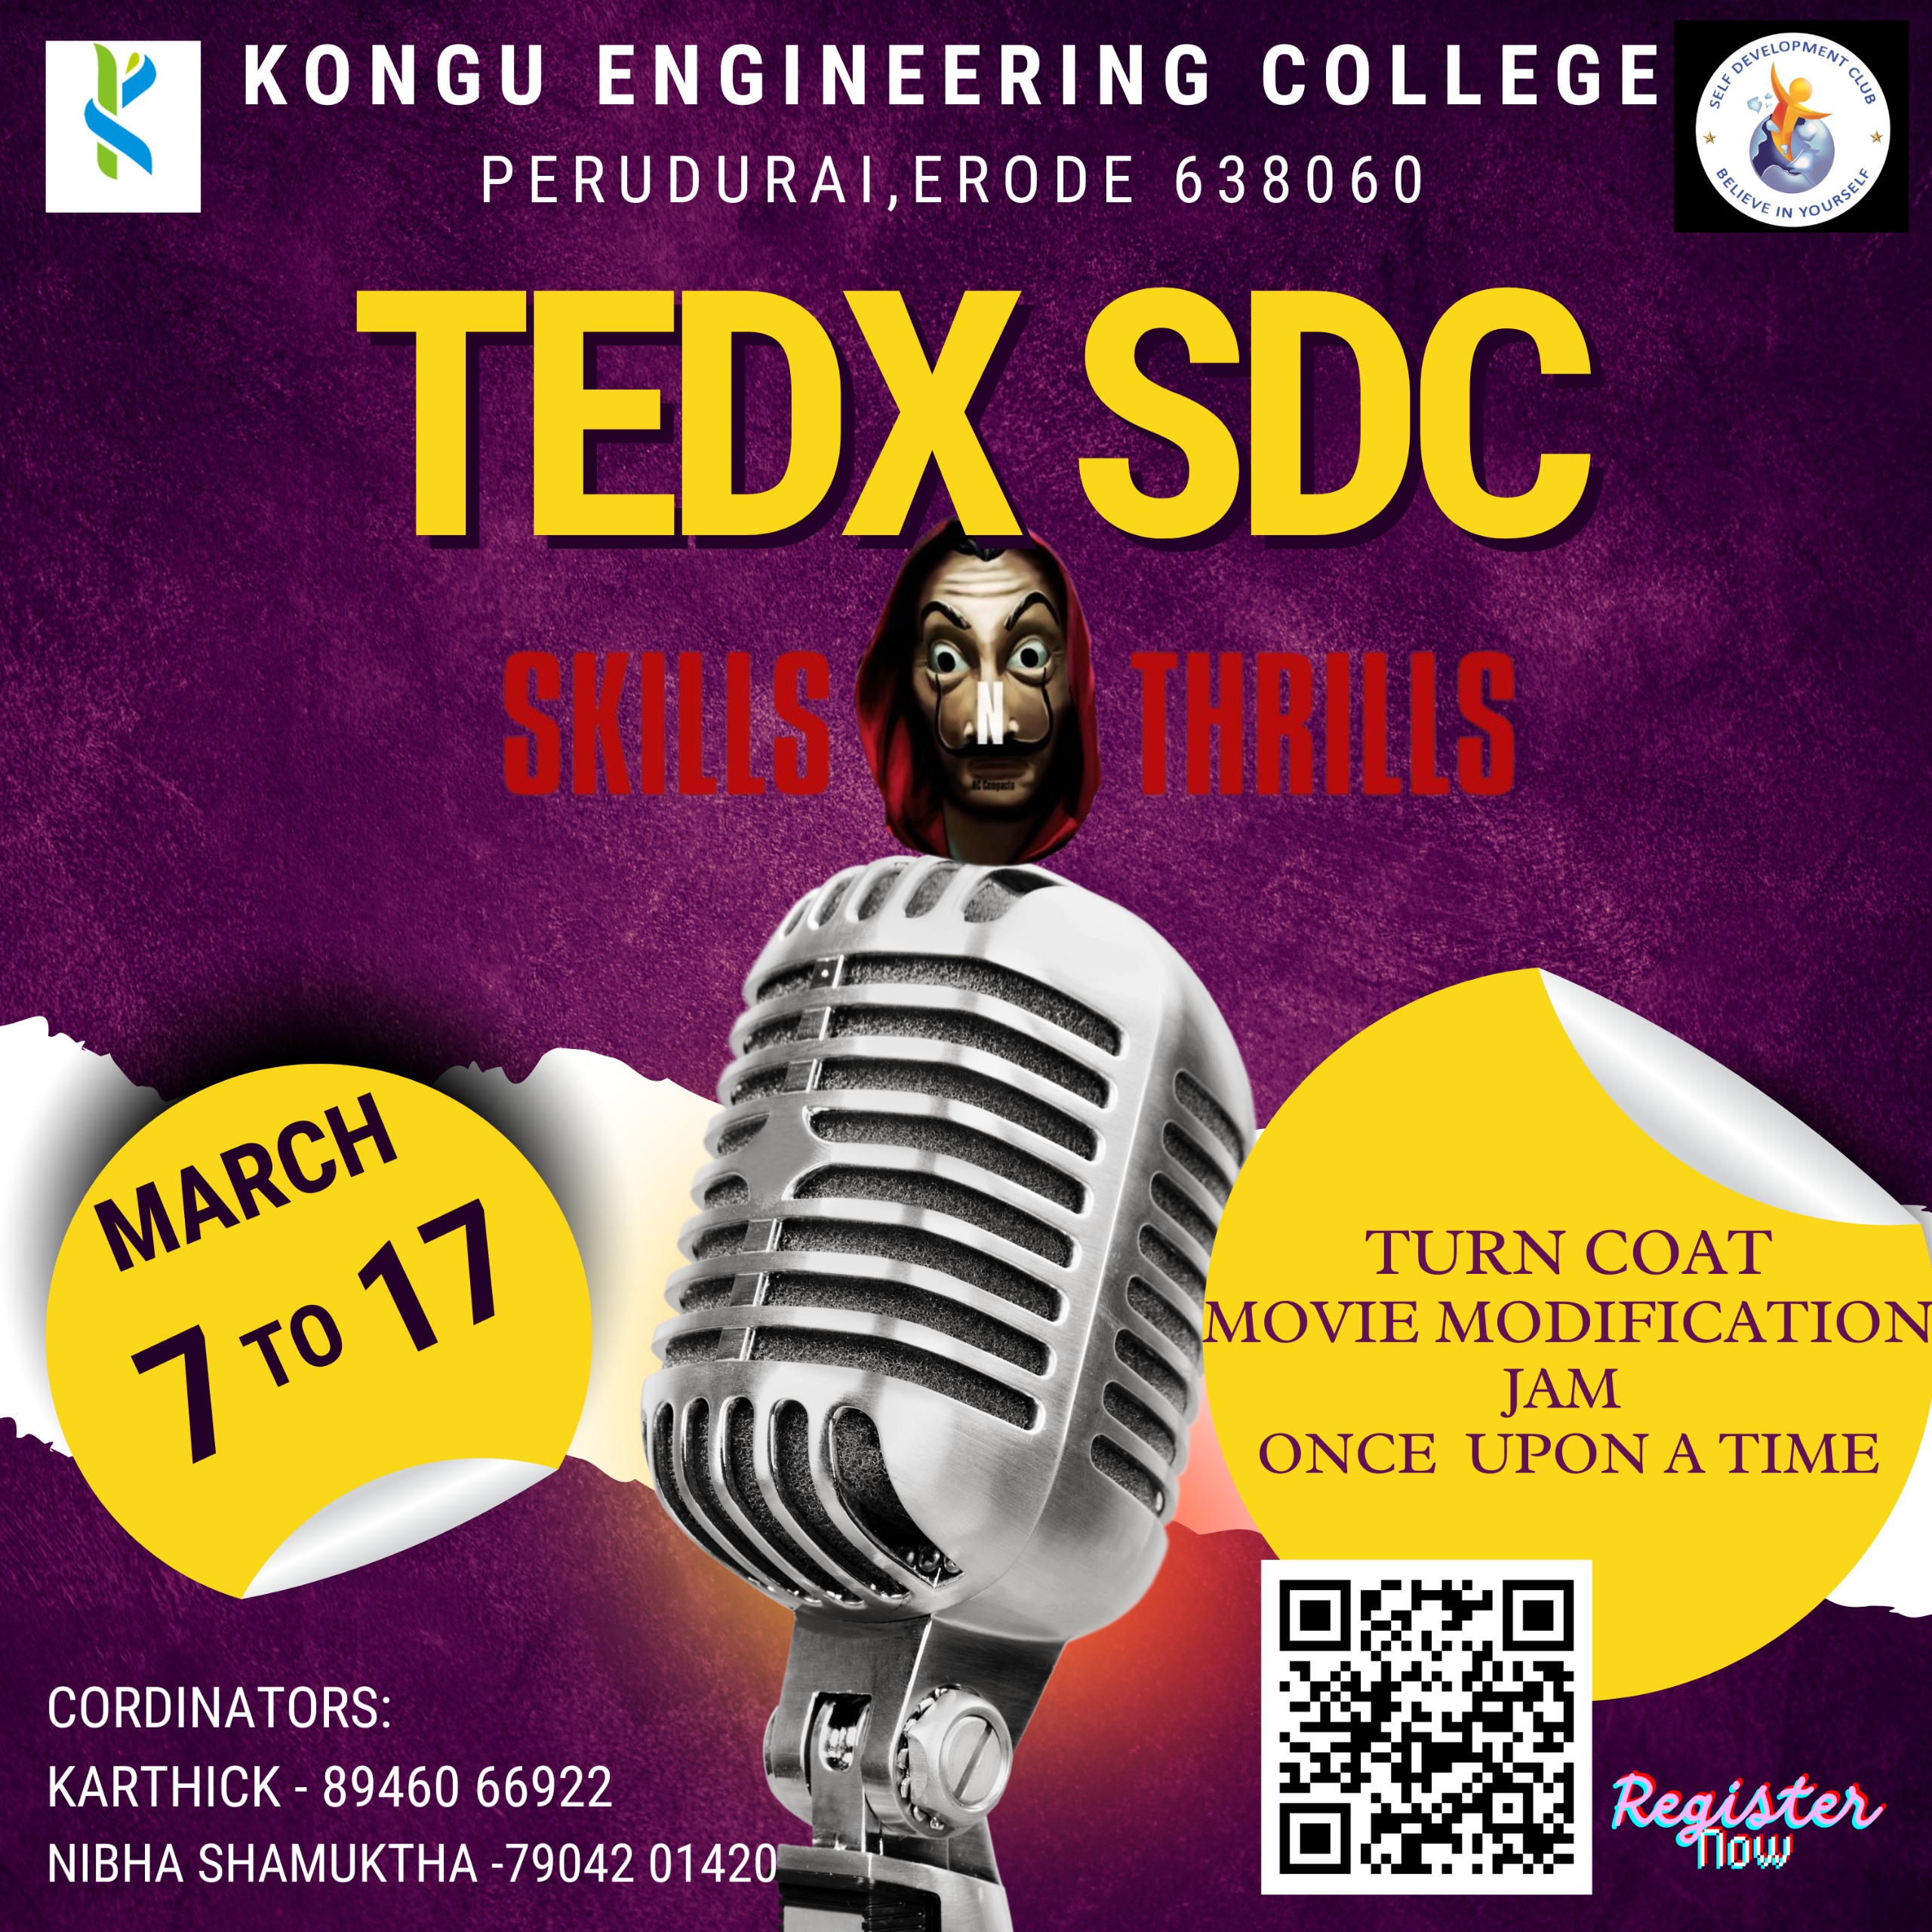 KONGU ENGINEERING COLLEGE
PERUDURAI,ERODE 638060
SELF DEVELOPMENT CLUB
BELIEVE IN YOURSELF
TEDX SDC
SKILLS N THRILLS
MARCH
7 TO 17
TURN COAT
MOVIE MODIFICATION
JAM
ONCE UPON A TIME
CORDINATORS:
KARTHICK - 89460 66922
NIBHA SHAMUKTHA -79042 01420
Register
Now